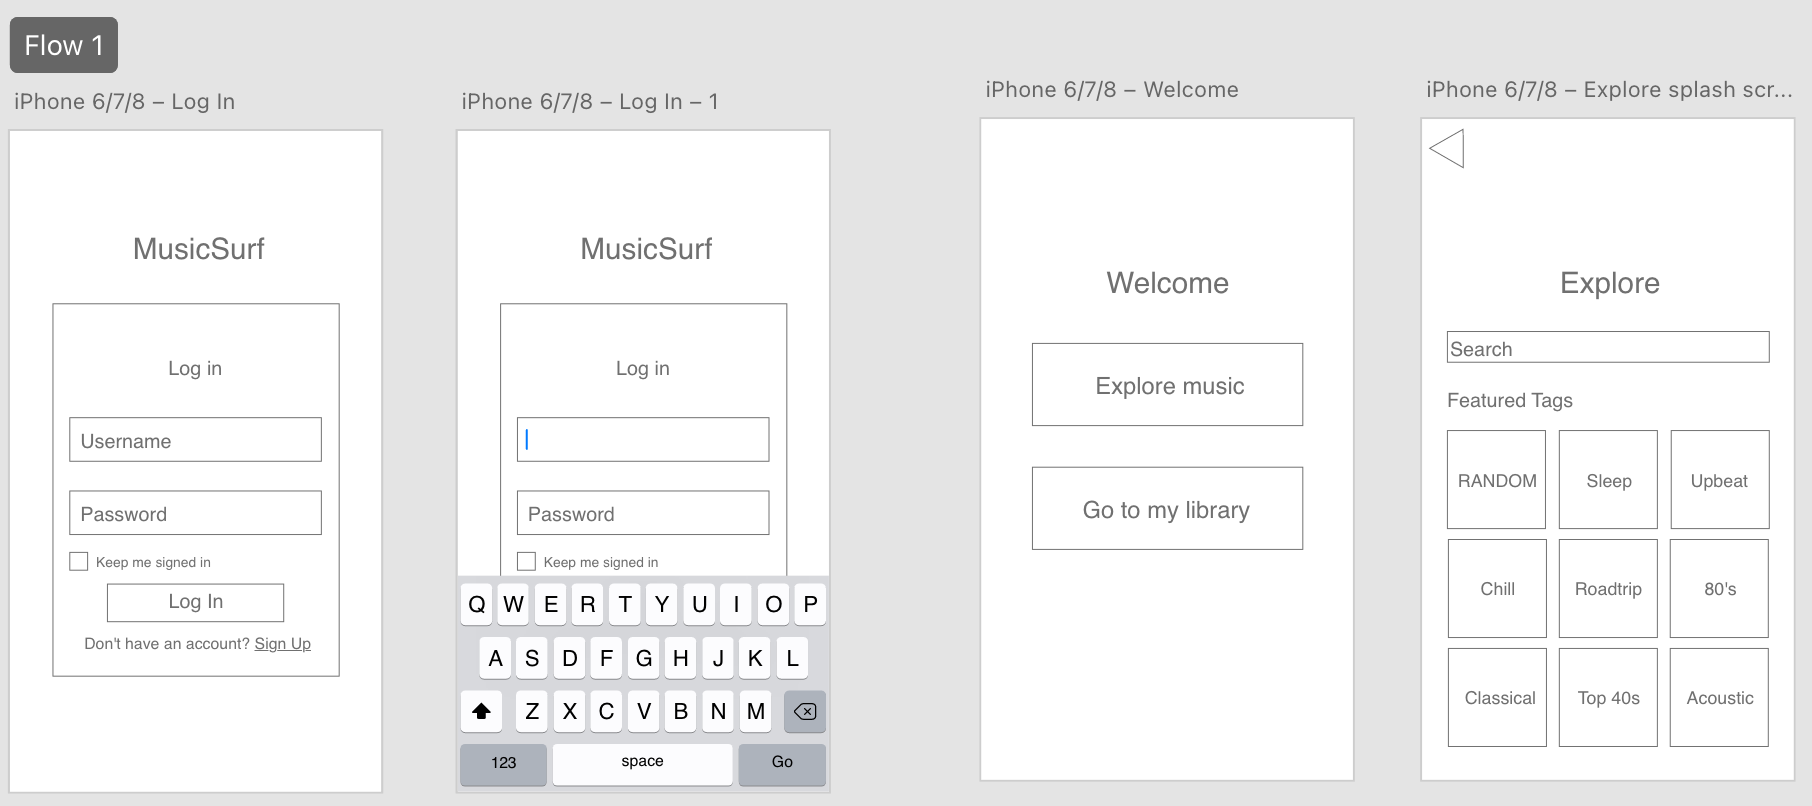 Flow 1
iPhone 6/7/8 – Log In
MusicSurf
Log in
Username
Password
Keep me signed in
Log In
Don't have an account? Sign Up
iPhone 6/7/8 – Log In – 1
MusicSurf
Log in
Password
Keep me signed in
Q W E R T Y U I O P
A S D F G H J K L
Z X C V B N M
123 space Go
iPhone 6/7/8 – Welcome
Welcome
Explore music
Go to my library
iPhone 6/7/8 – Explore splash scr...
Explore
Search
Featured Tags
RANDOM Sleep Upbeat
Chill Roadtrip 80's
Classical Top 40s Acoustic